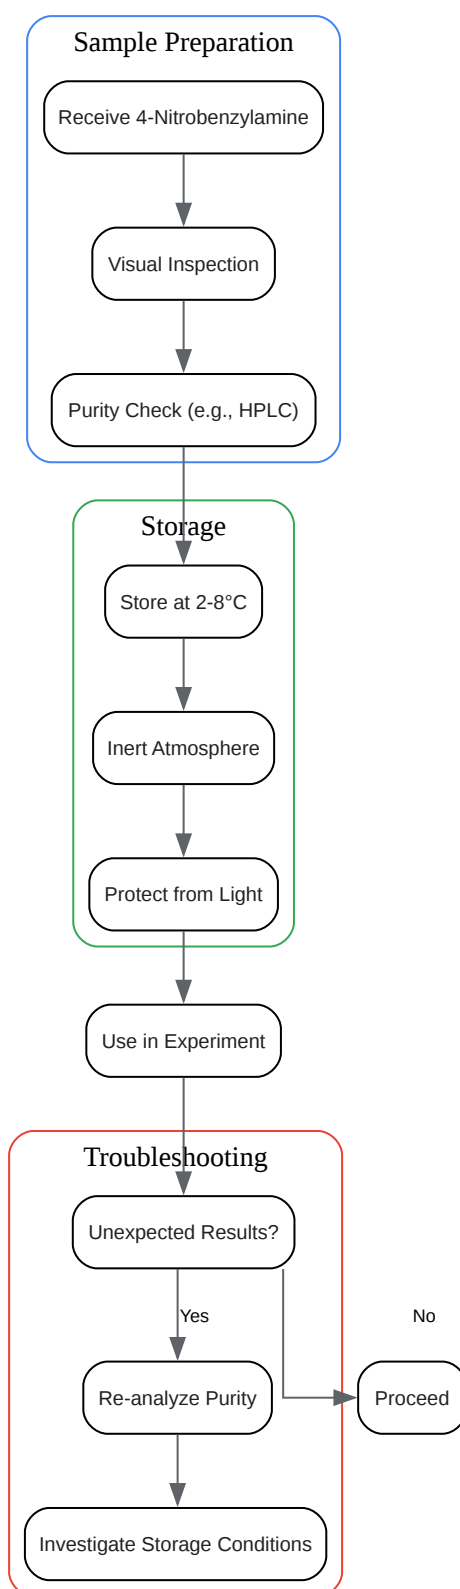 Sample Preparation
Receive 4-Nitrobenzylamine
Visual Inspection
Purity Check (e.g., HPLC)
Storage
Store at 2-8°C
Inert Atmosphere
Protect from Light
Use in Experiment
Troubleshooting
Unexpected Results?
Yes
No
Re-analyze Purity
Proceed
Investigate Storage Conditions